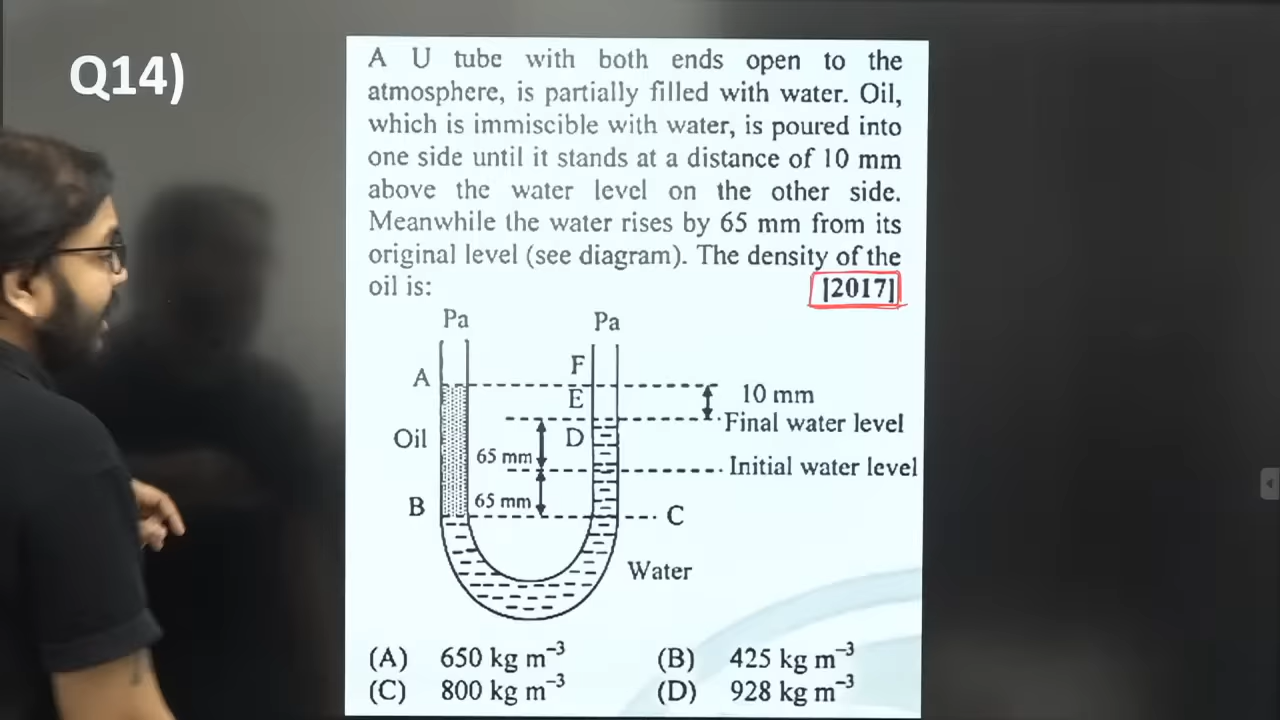 Q14)
A U tube with both ends open to the
atmosphere, is partially filled with water. Oil,
which is immiscible with water, is poured into
one side until it stands at a distance of 10 mm
above the water level on the other side.
Meanwhile the water rises by 65 mm from its
original level (see diagram). The density of the
oil is:
[2017]
Pa
Pa
F
A
E
10 mm
Final water level
D
Oil
65 mm
Initial water level
65 mm
B
C
Water
(A) 650 kg m⁻³
(B) 425 kg m⁻³
(C) 800 kg m⁻³
(D) 928 kg m⁻³